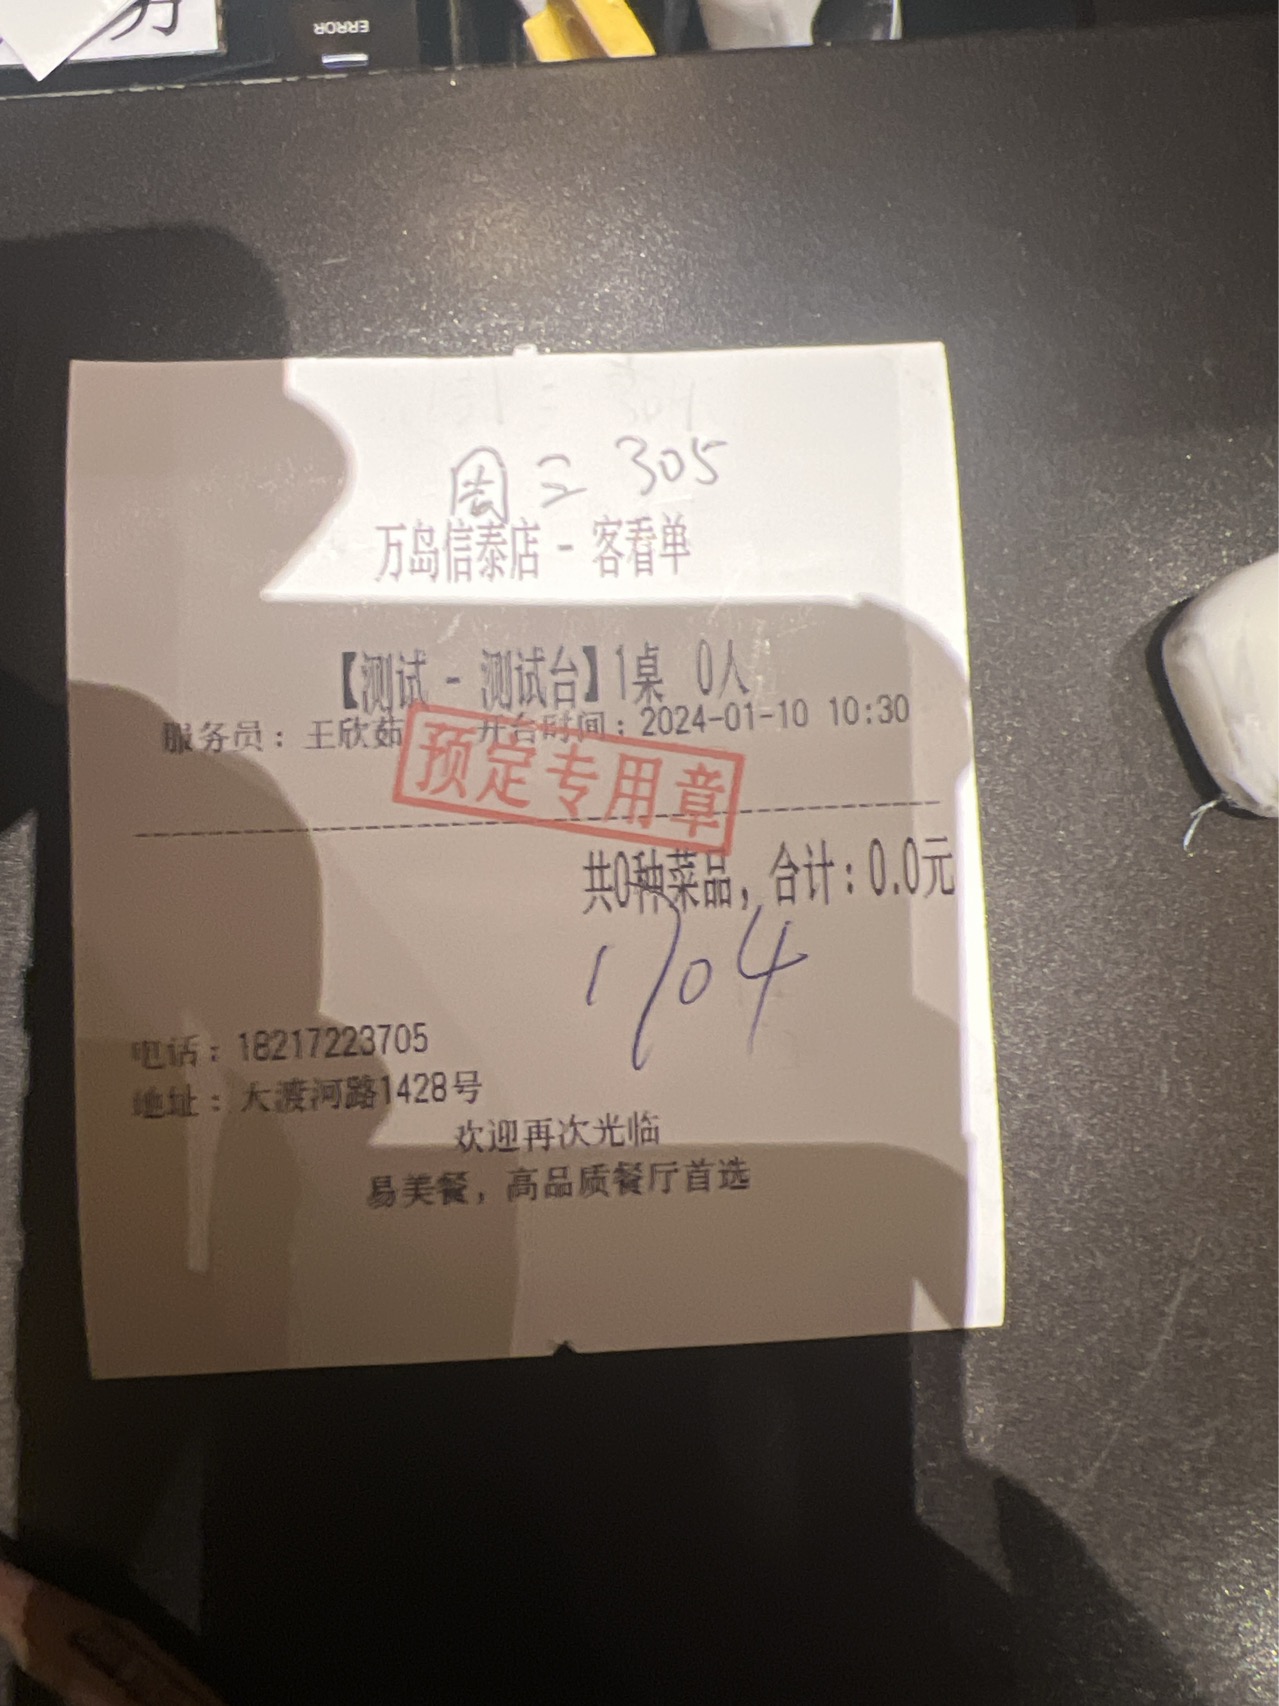 ERROR
周三 305
万岛信泰店 - 客看单
【测试 - 测试台】1桌 0人
服务员：王欣茹 开台时间：2024-01-10 10:30
预定专用章
共0种菜品，合计：0.0元
1704
电话：18217223705
地址：大渡河路1428号
欢迎再次光临
易美餐，高品质餐厅首选